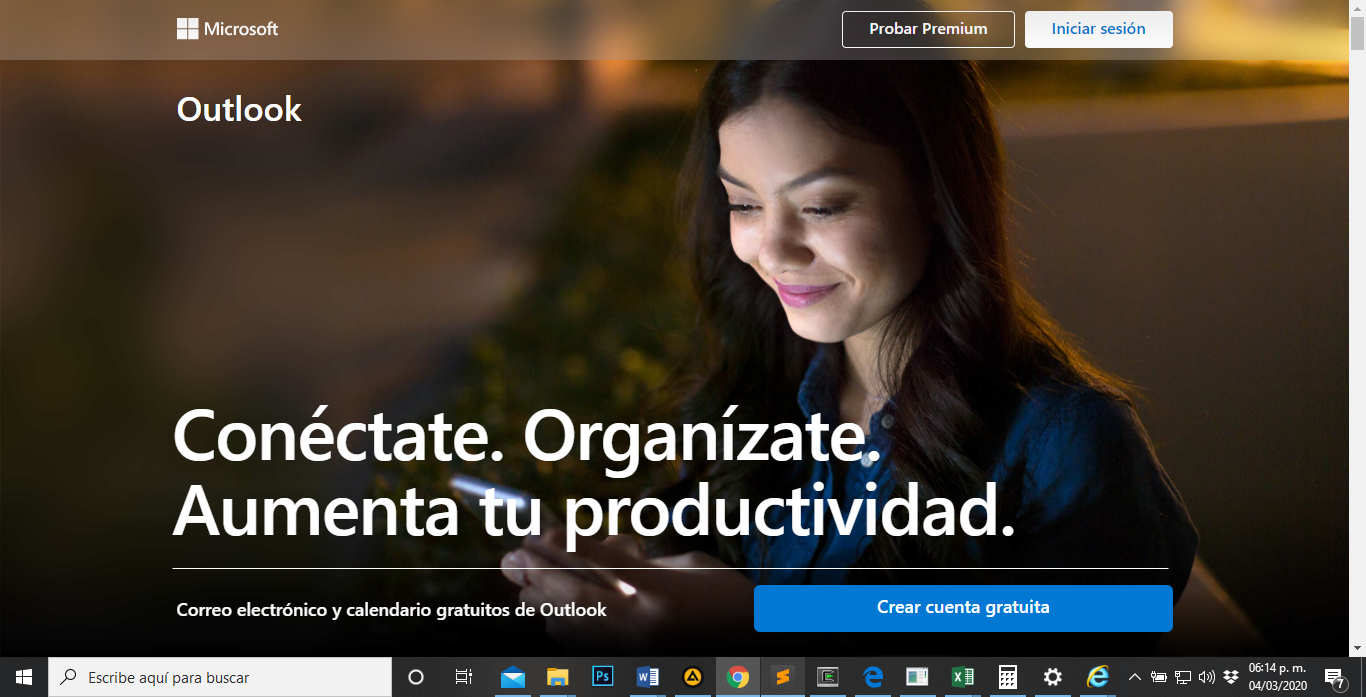 Microsoft
Probar Premium
Iniciar sesión
Outlook
Conéctate. Organízate.
Aumenta tu productividad.
Correo electrónico y calendario gratuitos de Outlook
Crear cuenta gratuita
Escribe aquí para buscar
Ps
W
X
06:14 p. m.
04/03/2020
7